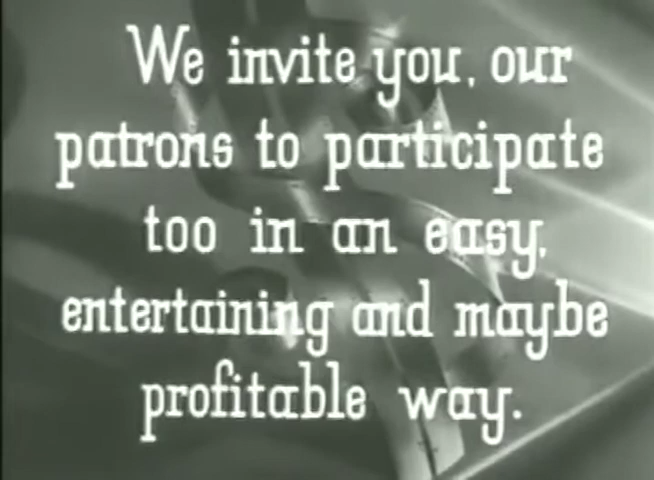 We invite you, our
patrons to participate
too in an easy,
entertaining and maybe
profitable way.